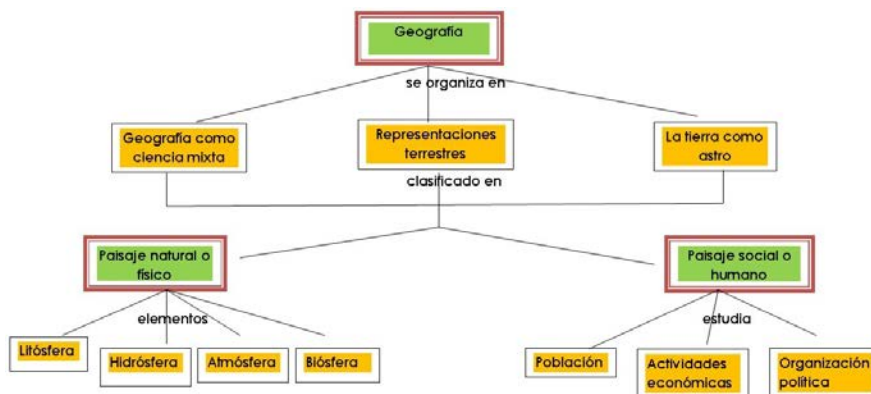 Geografía
se organiza en
Geografía como
ciencia mixta
Representaciones
terrestres
La tierra como
astro
clasificado en
Paisaje natural o
físico
Paisaje social o
humano
elementos
estudia
Litósfera
Hidrósfera
Atmósfera
Biósfera
Población
Actividades
económicas
Organización
política